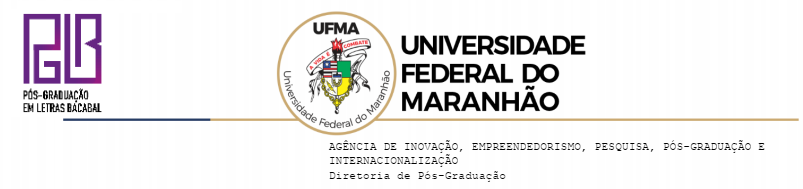 PGLB
PÓS-GRADUAÇÃO
EM LETRAS BACABAL
UFMA
A VIDA É COMBATE
Universidade Federal do Maranhão
UNIVERSIDADE
FEDERAL DO
MARANHÃO
AGÊNCIA DE INOVAÇÃO, EMPREENDEDORISMO, PESQUISA, PÓS-GRADUAÇÃO E
INTERNACIONALIZAÇÃO
Diretoria de Pós-Graduação